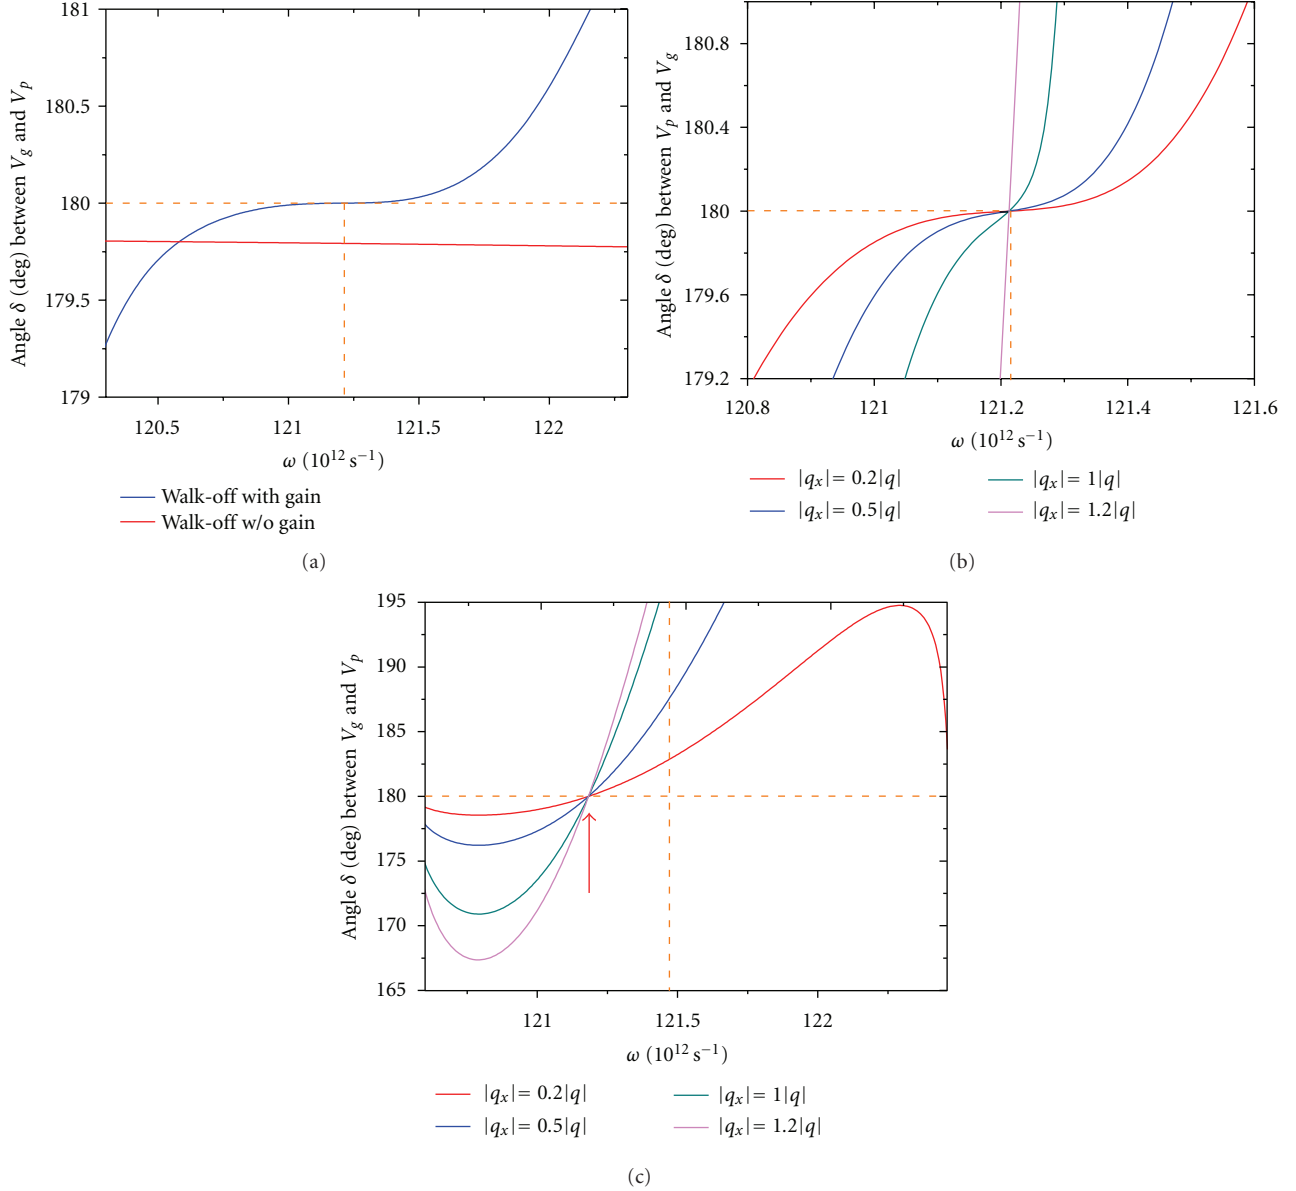 181
180.5
180
179.5
179
Angle δ (deg) between V_g and V_p
120.5 121 121.5 122
ω (10^12 s^−1)
Walk-off with gain
Walk-off w/o gain
(a)
180.8
180.4
180
179.6
179.2
Angle δ (deg) between V_p and V_g
120.8 121 121.2 121.4 121.6
ω (10^12 s^−1)
|q_x| = 0.2|q| |q_x| = 1|q|
|q_x| = 0.5|q| |q_x| = 1.2|q|
(b)
195
190
185
180
175
170
165
Angle δ (deg) between V_g and V_p
121 121.5 122
ω (10^12 s^−1)
|q_x| = 0.2|q| |q_x| = 1|q|
|q_x| = 0.5|q| |q_x| = 1.2|q|
(c)